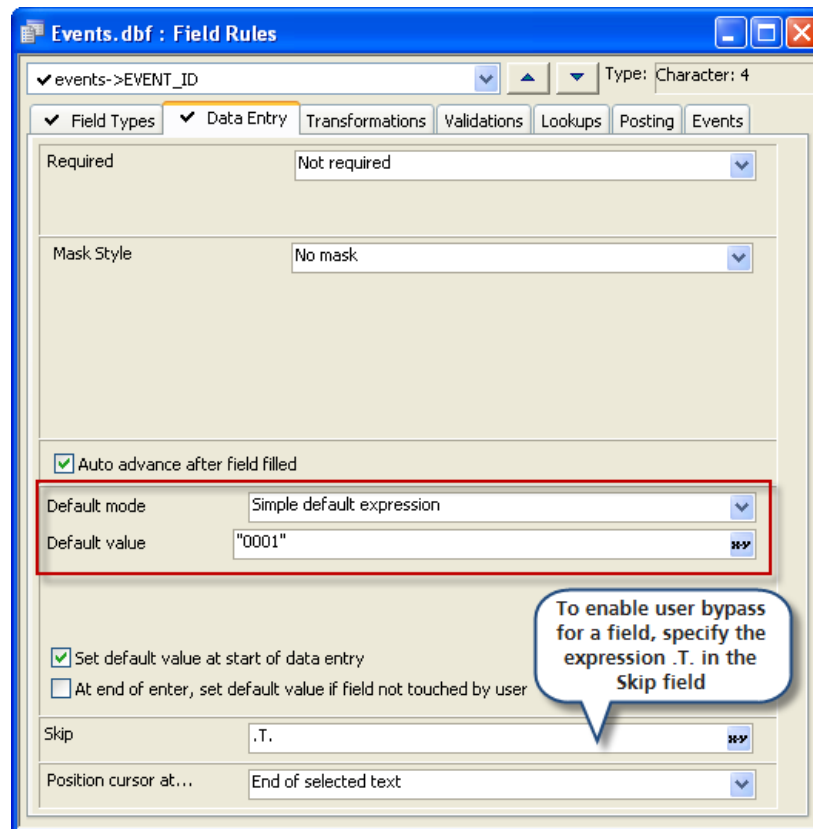 Events.dbf : Field Rules
events->EVENT_ID
Type: Character: 4
Field Types Data Entry Transformations Validations Lookups Posting Events
Required Not required
Mask Style No mask
Auto advance after field filled
Default mode Simple default expression
Default value "0001" x-y
To enable user bypass
for a field, specify the
expression .T. in the
Skip field
Set default value at start of data entry
At end of enter, set default value if field not touched by user
Skip .T. x-y
Position cursor at... End of selected text